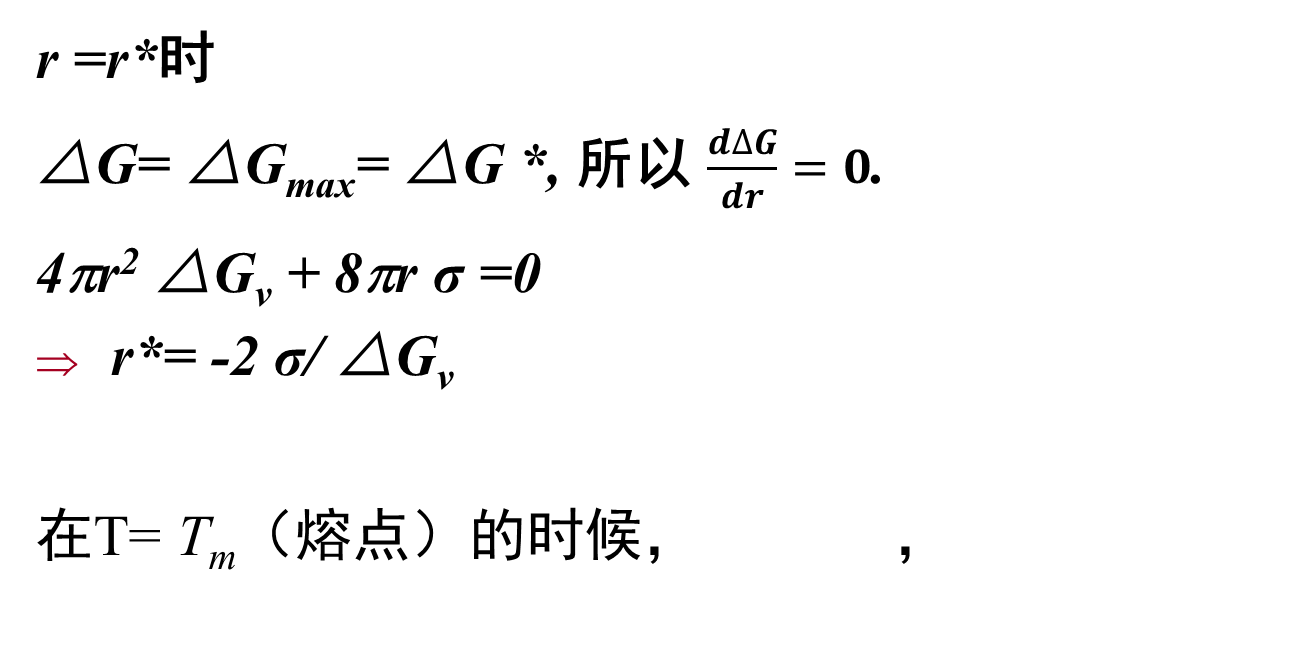 r =r*时
△G= △Gmax= △G *, 所以 d∆G/dr = 0.
4πr² △Gv + 8πr σ =0
⇒ r*= -2 σ/ △Gv
在T= Tm（熔点）的时候， ，